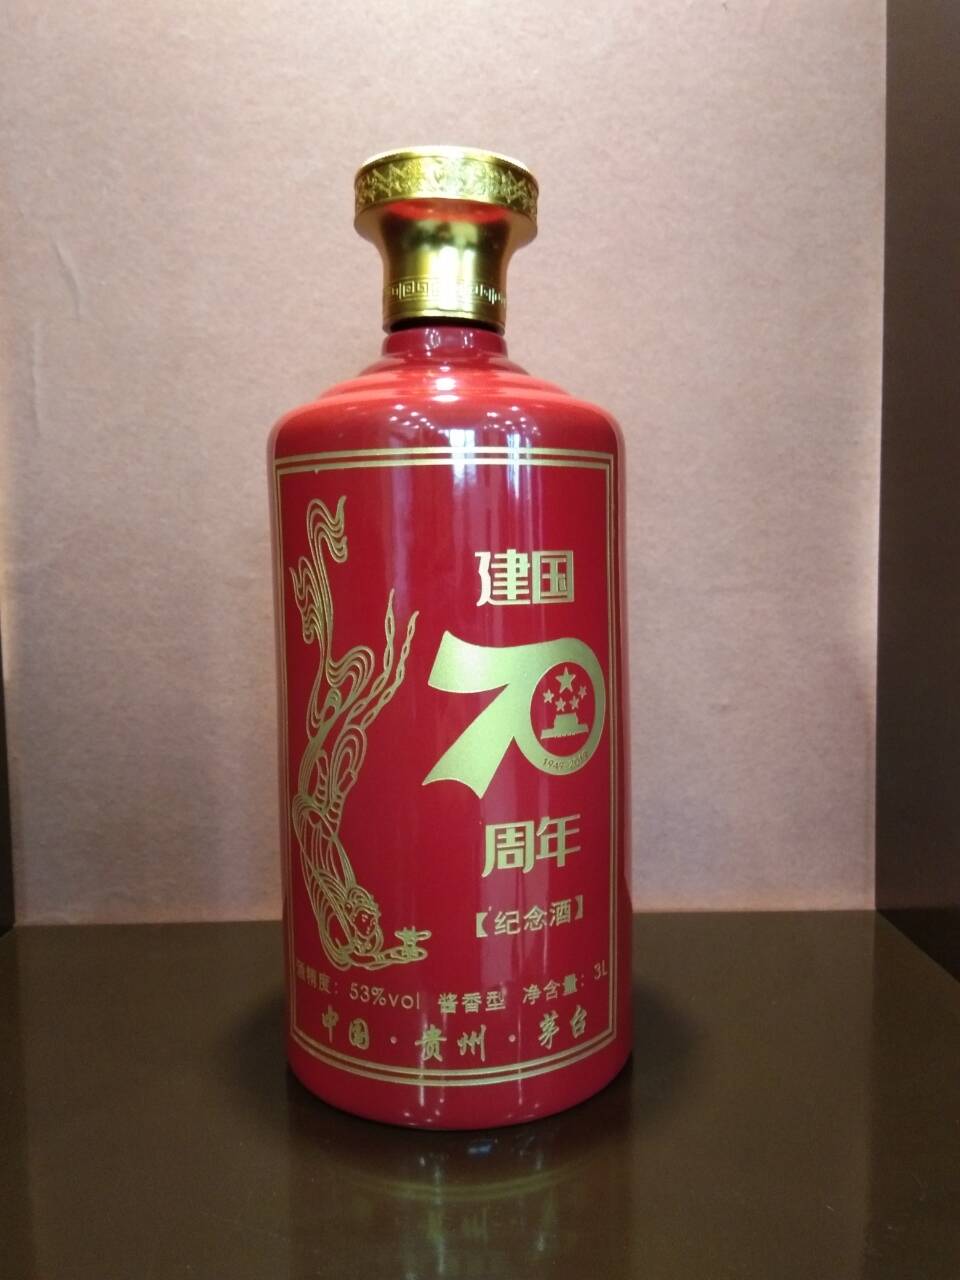 建国
70
1949-2019
周年
【纪念酒】
酒精度：53%vol 酱香型 净含量：3L
中国·贵州·茅台